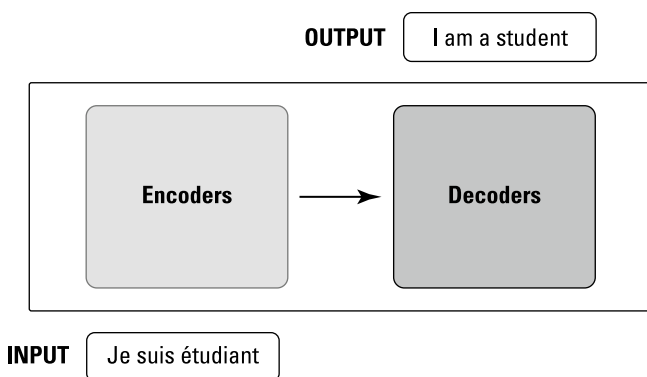 OUTPUT I am a student
Encoders Decoders
INPUT Je suis étudiant